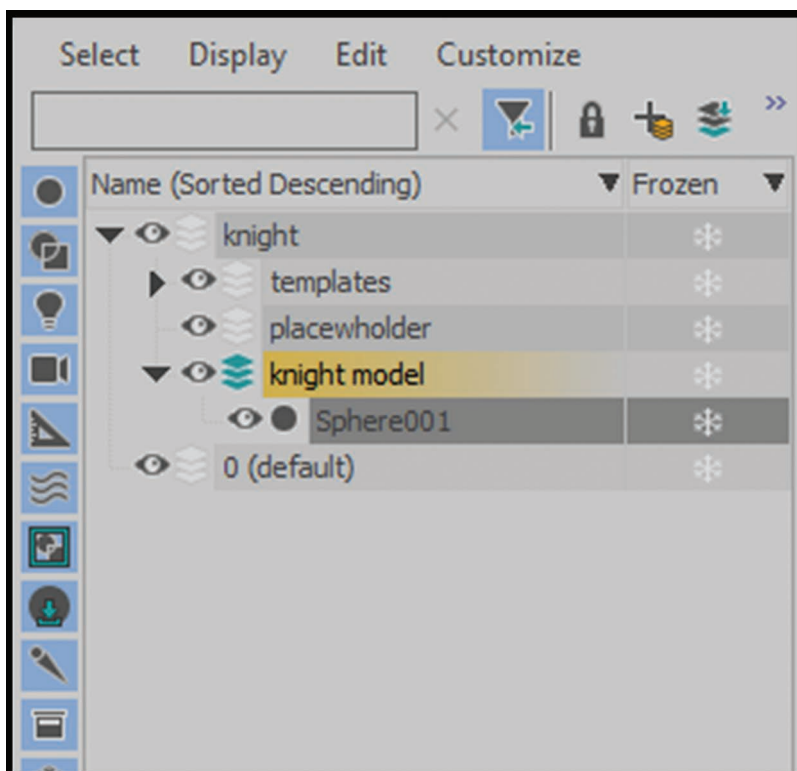 Select Display Edit Customize
Name (Sorted Descending) Frozen
knight
templates
placewholder
knight model
Sphere001
0 (default)